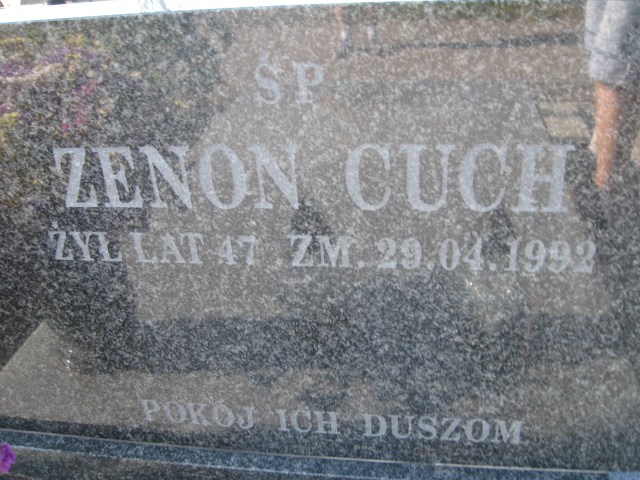 ŚP
ZENON CUCH
ŻYŁ LAT 47 ZM. 29.04.1992
POKÓJ ICH DUSZOM